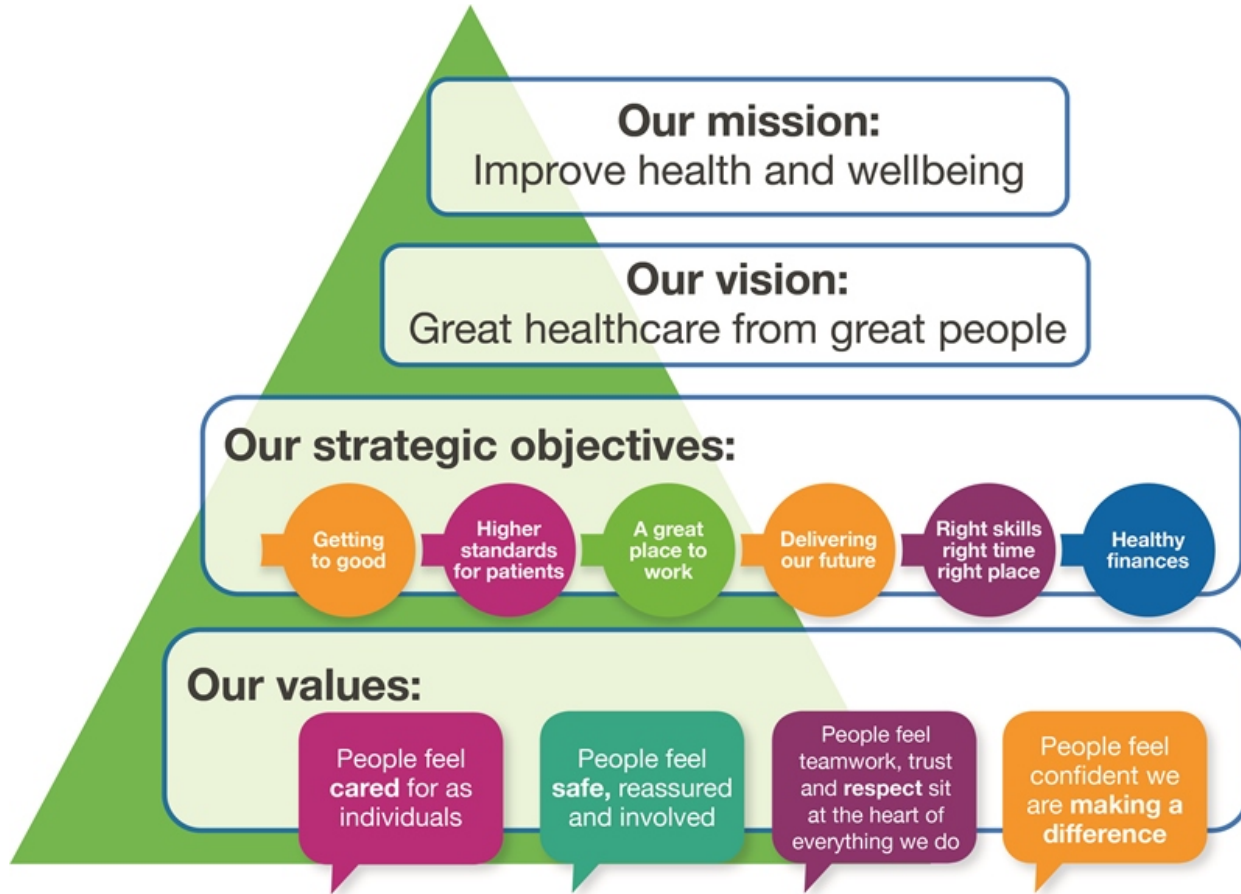 Our mission:
Improve health and wellbeing
Our vision:
Great healthcare from great people
Our strategic objectives:
Getting
to good
Higher
standards
for patients
A great
place to
work
Delivering
our future
Right skills
right time
right place
Healthy
finances
Our values:
People feel
cared for as
individuals
People feel
safe, reassured
and involved
People feel
teamwork, trust
and respect sit
at the heart of
everything we do
People feel
confident we
are making a
difference